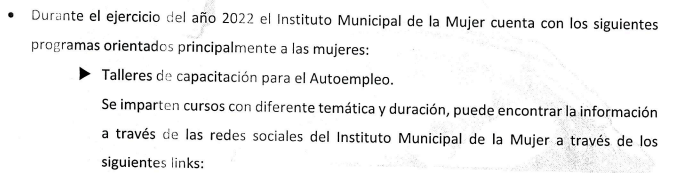 • Durante el ejercicio del año 2022 el Instituto Municipal de la Mujer cuenta con los siguientes
programas orientados principalmente a las mujeres:
▶ Talleres de capacitación para el Autoempleo.
Se imparten cursos con diferente temática y duración, puede encontrar la información
a través de las redes sociales del Instituto Municipal de la Mujer a través de los
siguientes links: